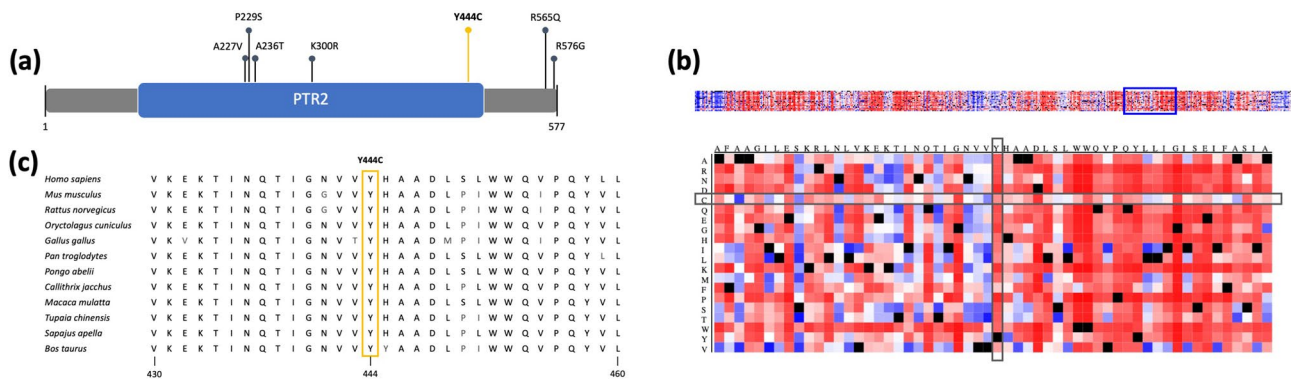 (a)
P229S
Y444C
R565Q
A227V
A236T
K300R
R576G
PTR2
1
577
(b)
A F A A G I L E S K R L N L V K E K T I N Q T I G N V V Y H A A D L S L W W Q V P Q Y L L I G I S E I F A S I A
A
R
N
D
C
Q
E
G
H
I
L
K
M
F
P
S
T
W
Y
V
(c)
Y444C
Homo sapiens V K E K T I N Q T I G N V V Y H A A D L S L W W Q V P Q Y L L
Mus musculus V K E K T I N Q T I G G V V Y H A A D L P I W W Q I P Q Y V L
Rattus norvegicus V K E K T I N Q T I G G V V Y H A A D L P I W W Q I P Q Y V L
Oryctolagus cuniculus V K E K T I N Q T I G N V V Y H A A D L P I W W Q V P Q Y V L
Gallus gallus V K V K T I N Q T I G N V T Y H A A D M P I W W Q I P Q Y V L
Pan troglodytes V K E K T I N Q T I G N V V Y H A A D L S L W W Q V P Q Y L L
Pongo abelii V K E K T I N Q T I G N V V Y H A A D L S L W W Q V P Q Y V L
Callithrix jacchus V K E K T I N Q T I G N V V Y H A A D L P L W W Q V P Q Y V L
Macaca mulatta V K E K T I N Q T I G N V V Y H A A D L S L W W Q V P Q Y V L
Tupaia chinensis V K E K T I N Q T I G N V V Y H A A D L P I W W Q V P Q Y V L
Sapajus apella V K E K T I N Q T I G N V V Y H A A D L P L W W Q V P Q Y V L
Bos taurus V K E K T I N Q T I G N V V Y Y A A D L P I W W Q V P Q Y V L
430 444 460